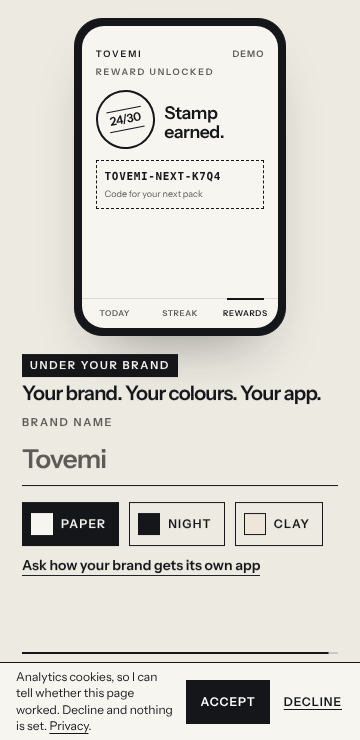 TOVEMI DEMO
REWARD UNLOCKED
24/30
Stamp
earned.
TOVEMI-NEXT-K7Q4
Code for your next pack
TODAY STREAK REWARDS
UNDER YOUR BRAND
Your brand. Your colours. Your app.
BRAND NAME
Tovemi
PAPER NIGHT CLAY
Ask how your brand gets its own app
Analytics cookies, so I can
tell whether this page
worked. Decline and nothing
is set. Privacy.
ACCEPT DECLINE